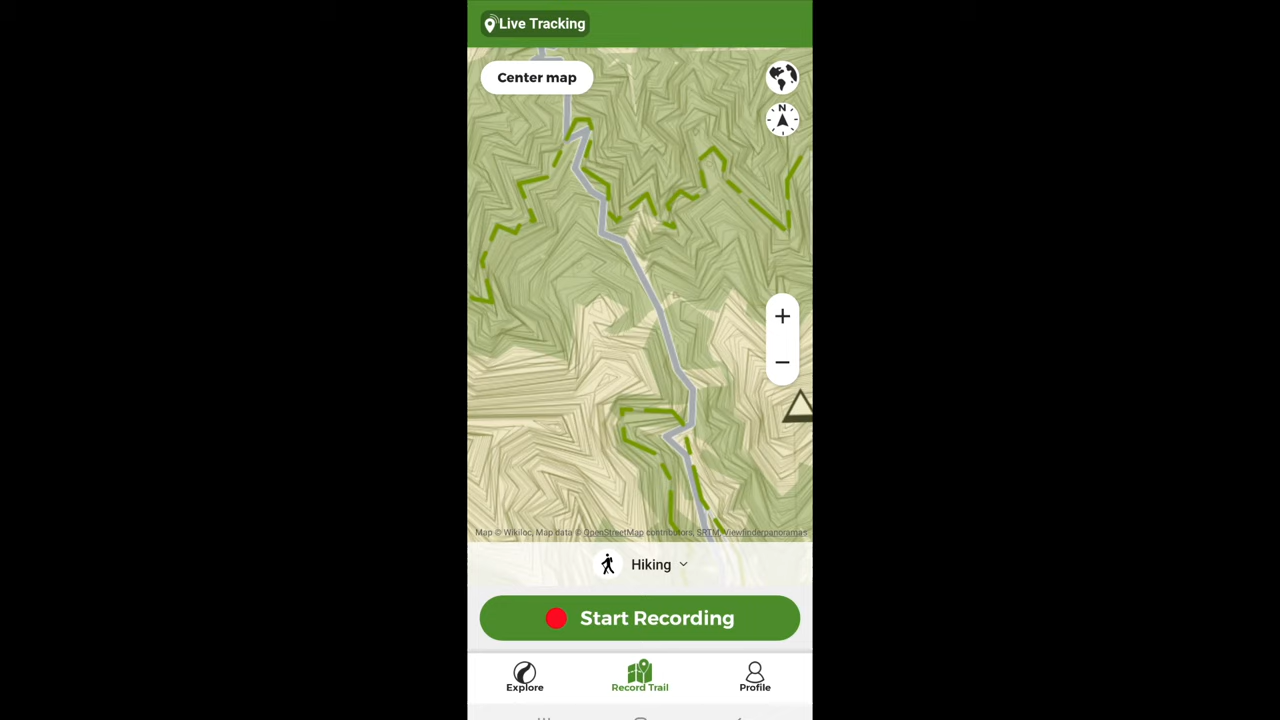 Live Tracking
Center map
N
Map © Wikiloc, Map data © OpenStreetMap contributors, SRTM, Viewfinderpanoramas
Hiking
Start Recording
Explore
Record Trail
Profile